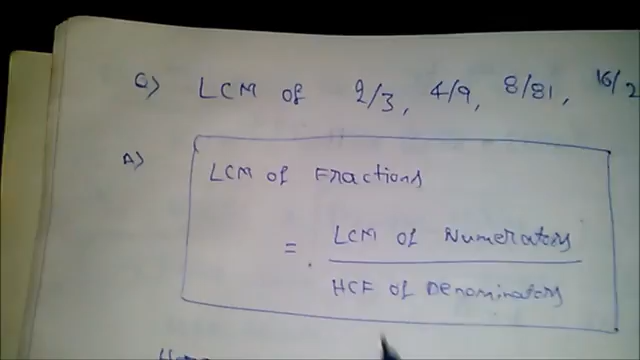 Q) LCM of 2/3, 4/9, 8/81, 16/2
A)
LCM of Fractions
= LCM of Numerators
HCF of Denominators